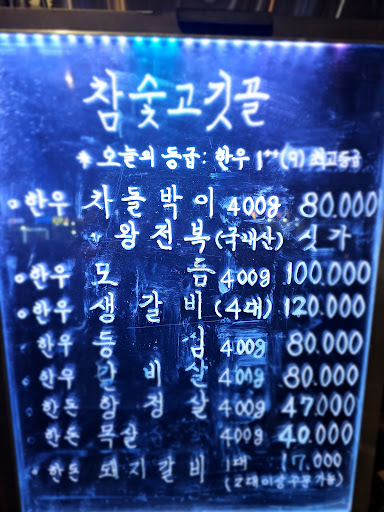 참숯고깃골
* 오늘의 등급: 한우 1++(9) 최고등급
한우 차돌박이 400g 80.000
왕전복(국내산) 싯가
한우 모듬 400g 100.000
한우 생갈비(4대) 120.000
한우 등심 400g 80.000
한우 갈비살 400g 80.000
한돈 항정살 400g 47.000
한돈 목살 400g 40.000
한돈 돼지갈비 1대 17.000
(2대이상 주문가능)